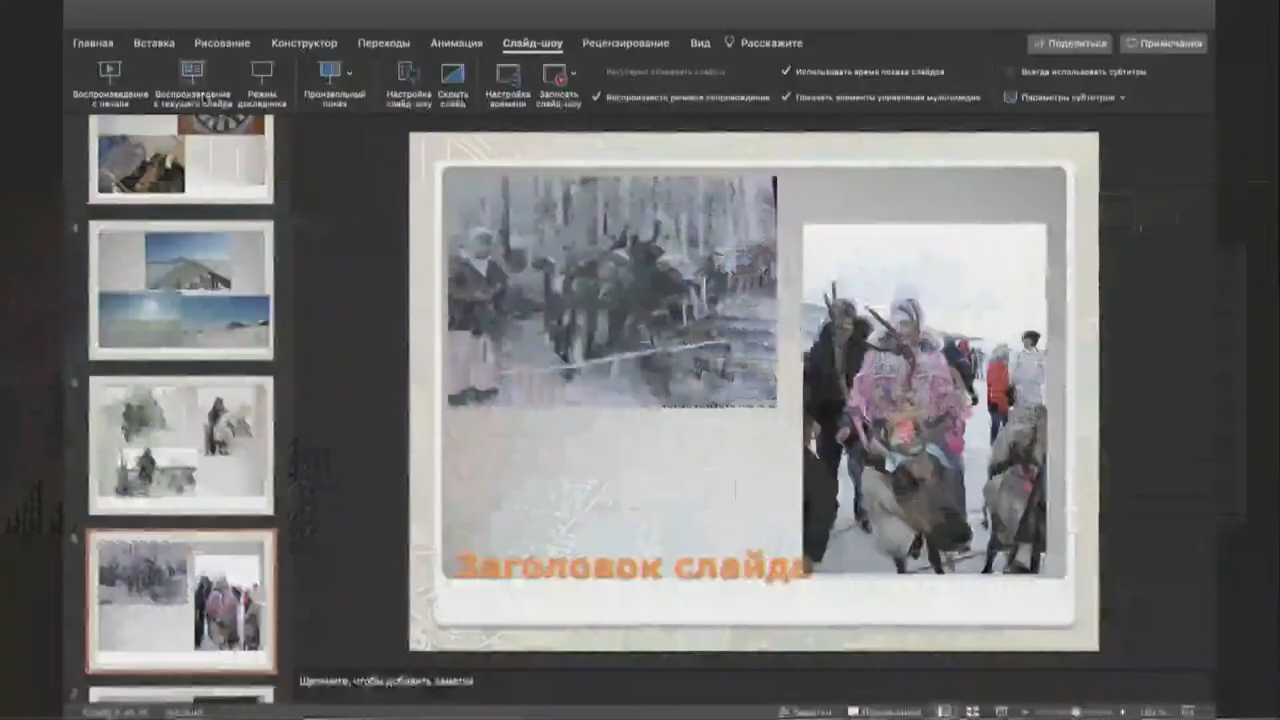 Главная Вставка Рисование Конструктор Переходы Анимация Слайд-шоу Рецензирование Вид Расскажите Поделиться Примечания
Воспроизведение с начала
Воспроизведение с текущего слайда
Режим докладчика
Произвольный показ
Настройка слайд-шоу
Скрыть слайд
Настройка времени
Записать слайд-шоу
Использовать время показа слайдов
Всегда использовать субтитры
Воспроизвести речевое сопровождение
Показать элементы управления мультимедиа
Параметры субтитров
Заголовок слайда
Щелкните, чтобы добавить заметки